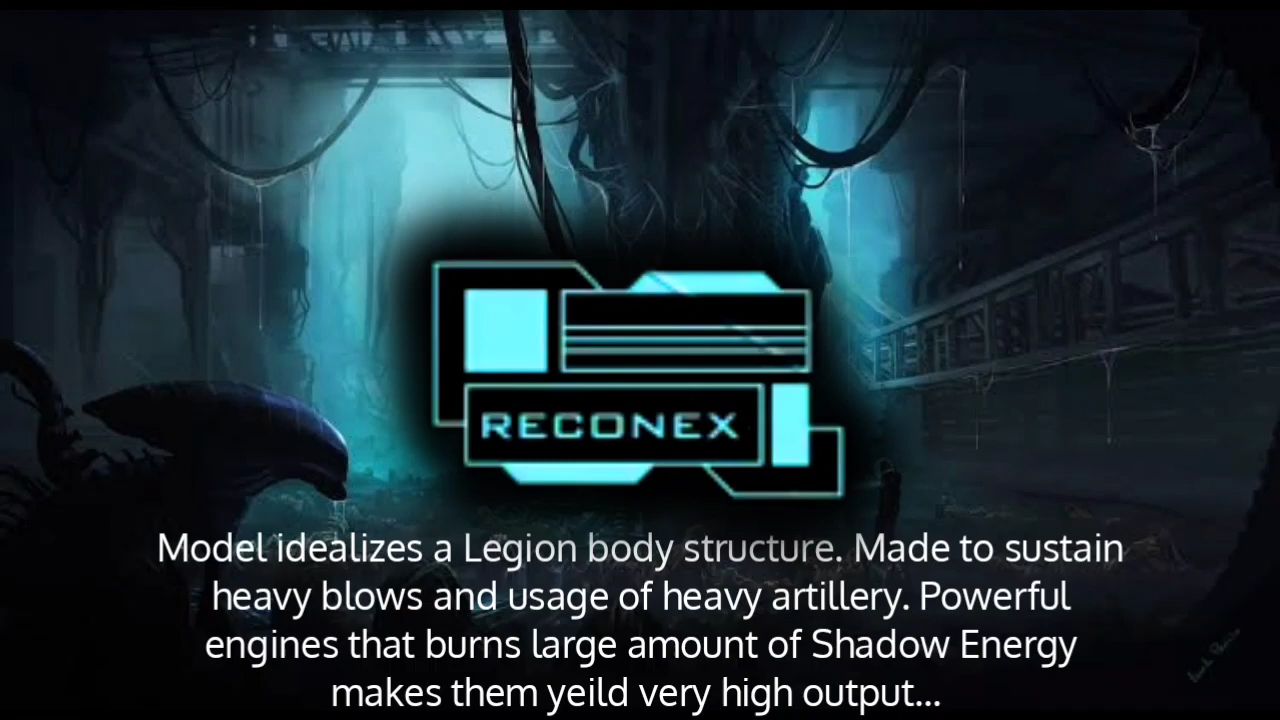 RECONEX
Model idealizes a Legion body structure. Made to sustain
heavy blows and usage of heavy artillery. Powerful
engines that burns large amount of Shadow Energy
makes them yeild very high output...